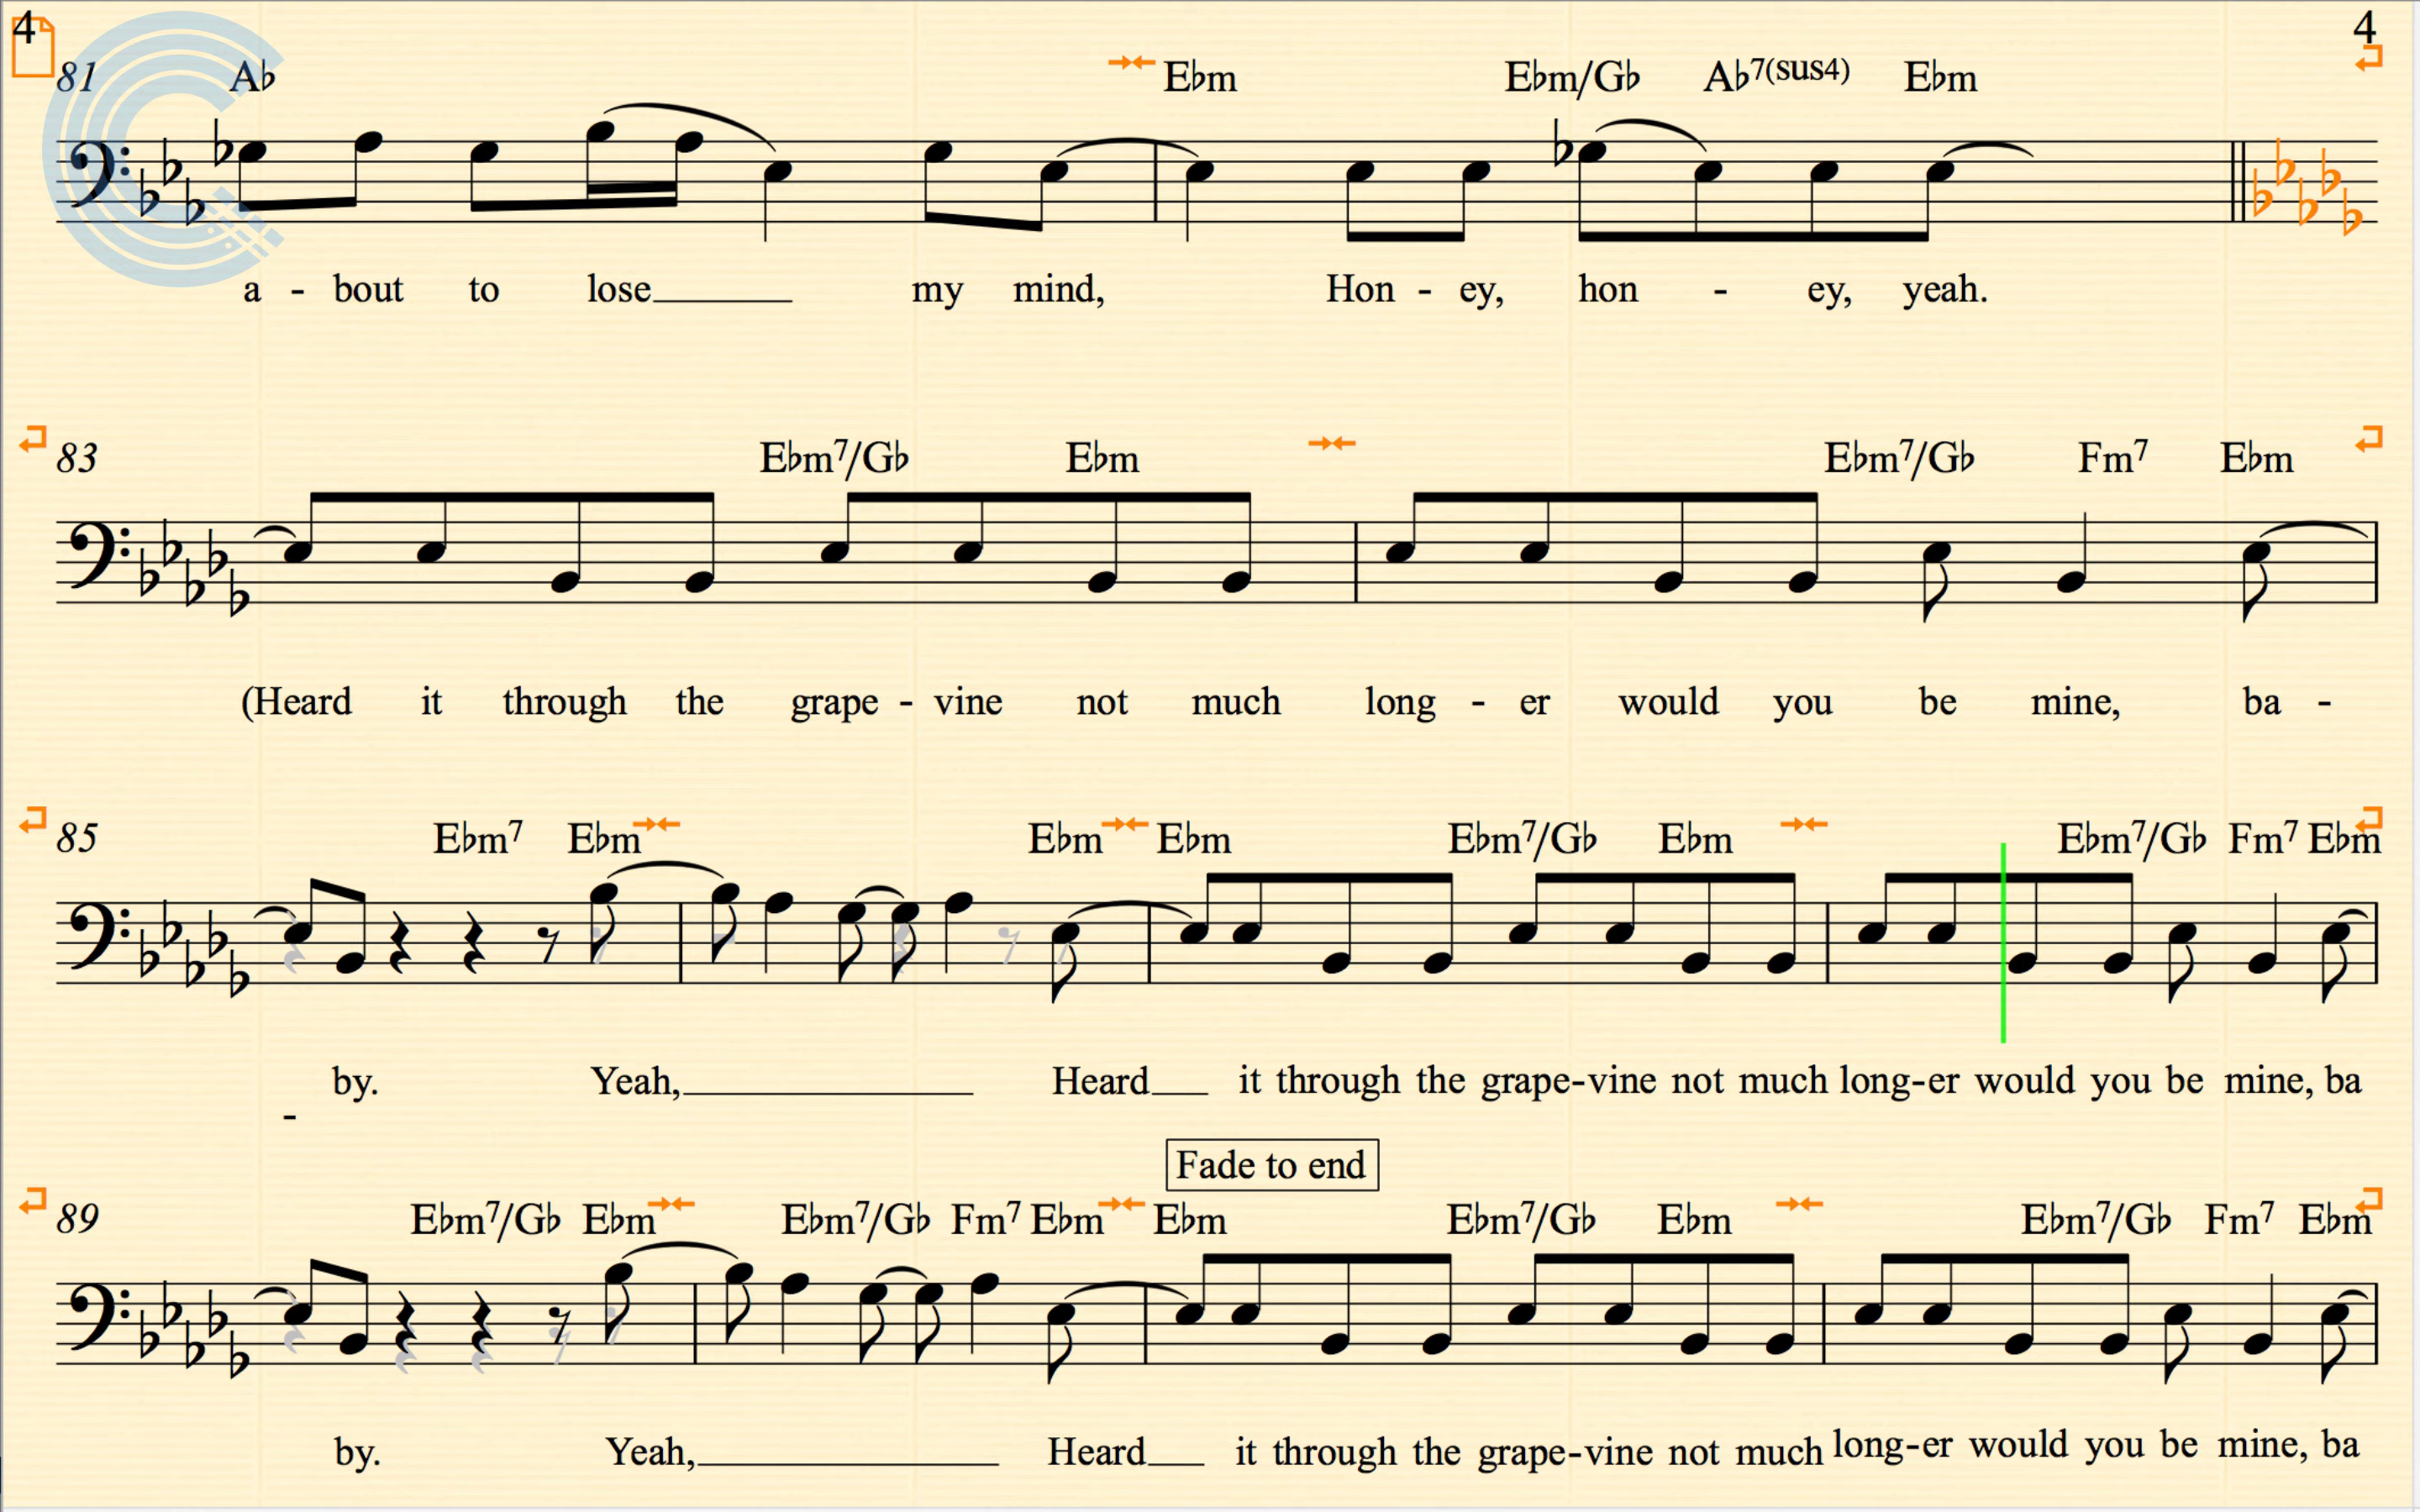 4 4
81 A♭ E♭m E♭m/G♭ A♭7(sus4) E♭m
a - bout to lose my mind, Hon - ey, hon - ey, yeah.
83 E♭m7/G♭ E♭m E♭m7/G♭ Fm7 E♭m
(Heard it through the grape - vine not much long - er would you be mine, ba -
85 E♭m7 E♭m E♭m E♭m E♭m7/G♭ E♭m E♭m7/G♭ Fm7 E♭m
- by. Yeah, Heard it through the grape-vine not much long-er would you be mine, ba
Fade to end
89 E♭m7/G♭ E♭m E♭m7/G♭ Fm7 E♭m E♭m E♭m7/G♭ E♭m E♭m7/G♭ Fm7 E♭m
by. Yeah, Heard it through the grape-vine not much long-er would you be mine, ba